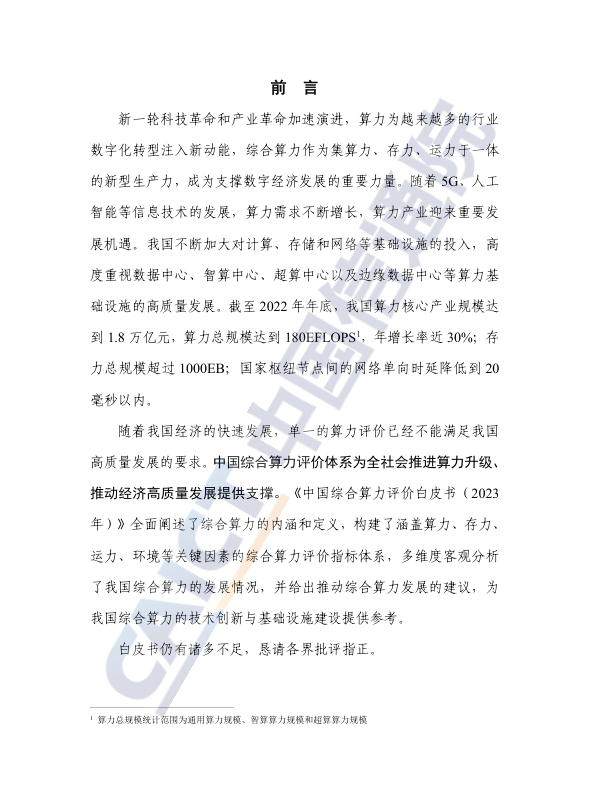 前 言
新一轮科技革命和产业革命加速演进，算力为越来越多的行业
数字化转型注入新动能，综合算力作为集算力、存力、运力于一体
的新型生产力，成为支撑数字经济发展的重要力量。随着 5G、人工
智能等信息技术的发展，算力需求不断增长，算力产业迎来重要发
展机遇。我国不断加大对计算、存储和网络等基础设施的投入，高
度重视数据中心、智算中心、超算中心以及边缘数据中心等算力基
础设施的高质量发展。截至 2022 年年底，我国算力核心产业规模达
到 1.8 万亿元，算力总规模达到 180EFLOPS1，年增长率近 30%；存
力总规模超过 1000EB；国家枢纽节点间的网络单向时延降低到 20
毫秒以内。
随着我国经济的快速发展，单一的算力评价已经不能满足我国
高质量发展的要求。中国综合算力评价体系为全社会推进算力升级、
推动经济高质量发展提供支撑。《中国综合算力评价白皮书（2023
年）》全面阐述了综合算力的内涵和定义，构建了涵盖算力、存力、
运力、环境等关键因素的综合算力评价指标体系，多维度客观分析
了我国综合算力的发展情况，并给出推动综合算力发展的建议，为
我国综合算力的技术创新与基础设施建设提供参考。
白皮书仍有诸多不足，恳请各界批评指正。
1 算力总规模统计范围为通用算力规模、智算算力规模和超算算力规模
CAICT 中国信通院